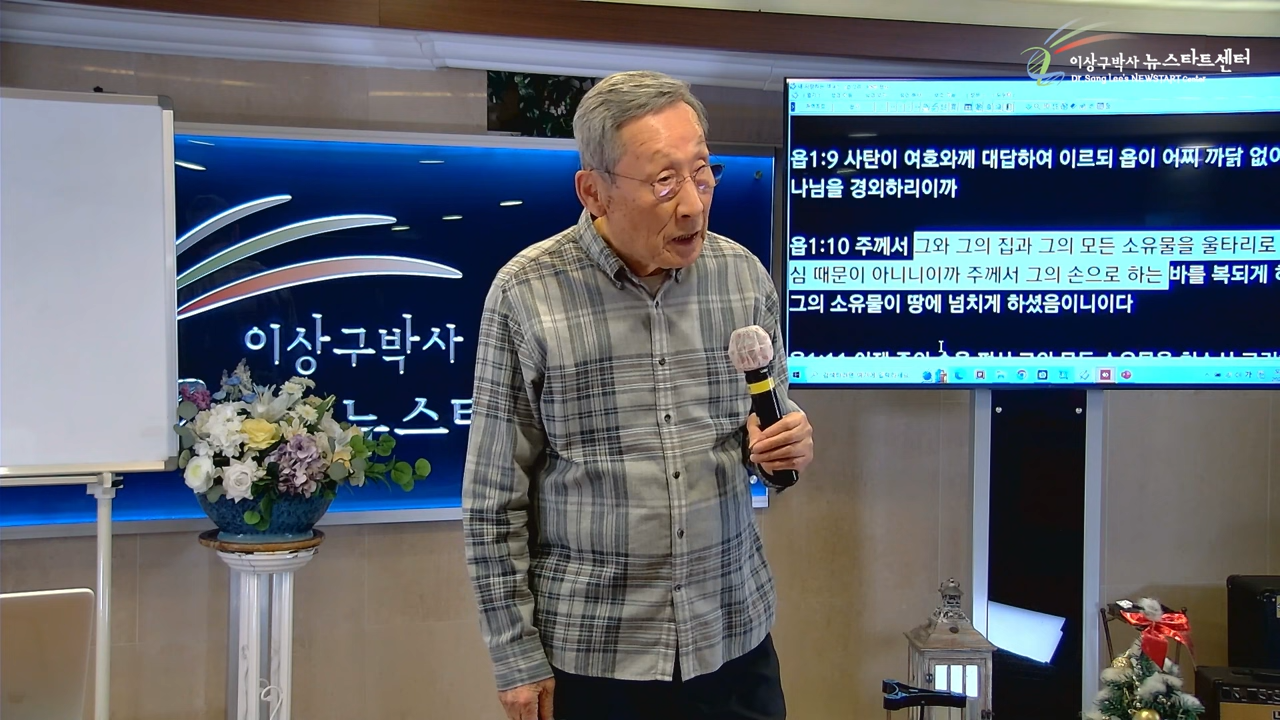 이상구박사 뉴스타트센터
Dr. Sang Lee's NEWSTART Center
욥1:9 사탄이 여호와께 대답하여 이르되 욥이 어찌 까닭 없이
나님을 경외하리이까
욥1:10 주께서 그와 그의 집과 그의 모든 소유물을 울타리로
심 때문이 아니니이까 주께서 그의 손으로 하는 바를 복되게 하
그의 소유물이 땅에 넘치게 하셨음이니이다
이상구박사
뉴스타